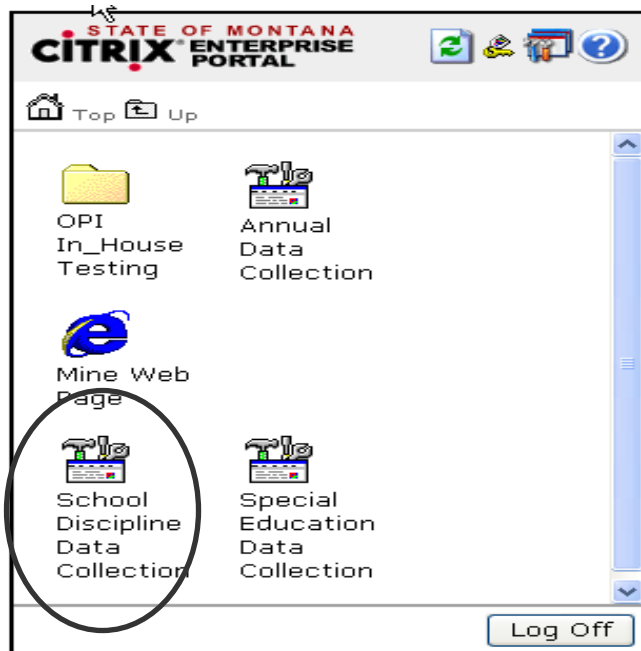 STATE OF MONTANA
CITRIX ENTERPRISE
PORTAL
Top Up
OPI
In_House
Testing
Annual
Data
Collection
Mine Web
Page
School
Discipline
Data
Collection
Special
Education
Data
Collection
Log Off